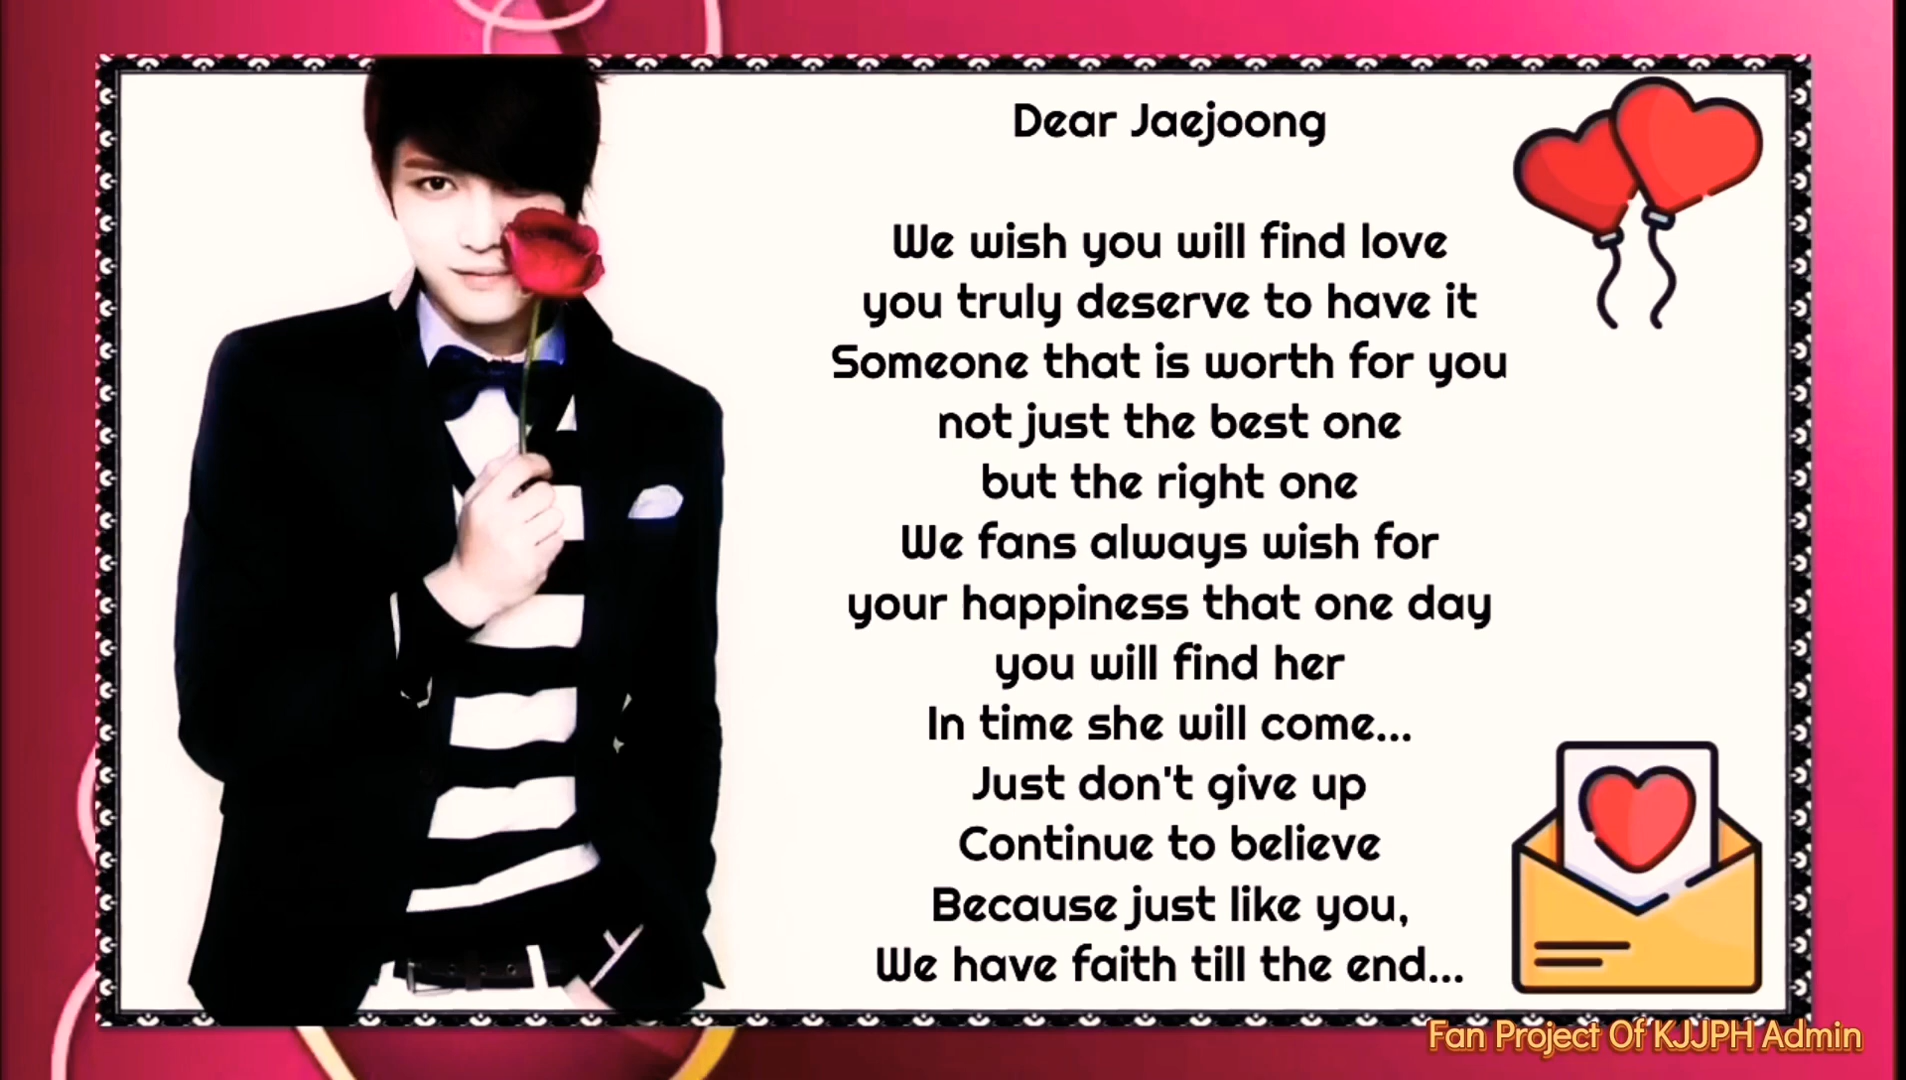 Dear Jaejoong
We wish you will find love
you truly deserve to have it
Someone that is worth for you
not just the best one
but the right one
We fans always wish for
your happiness that one day
you will find her
In time she will come...
Just don't give up
Continue to believe
Because just like you,
We have faith till the end...
Fan Project Of KJJPH Admin